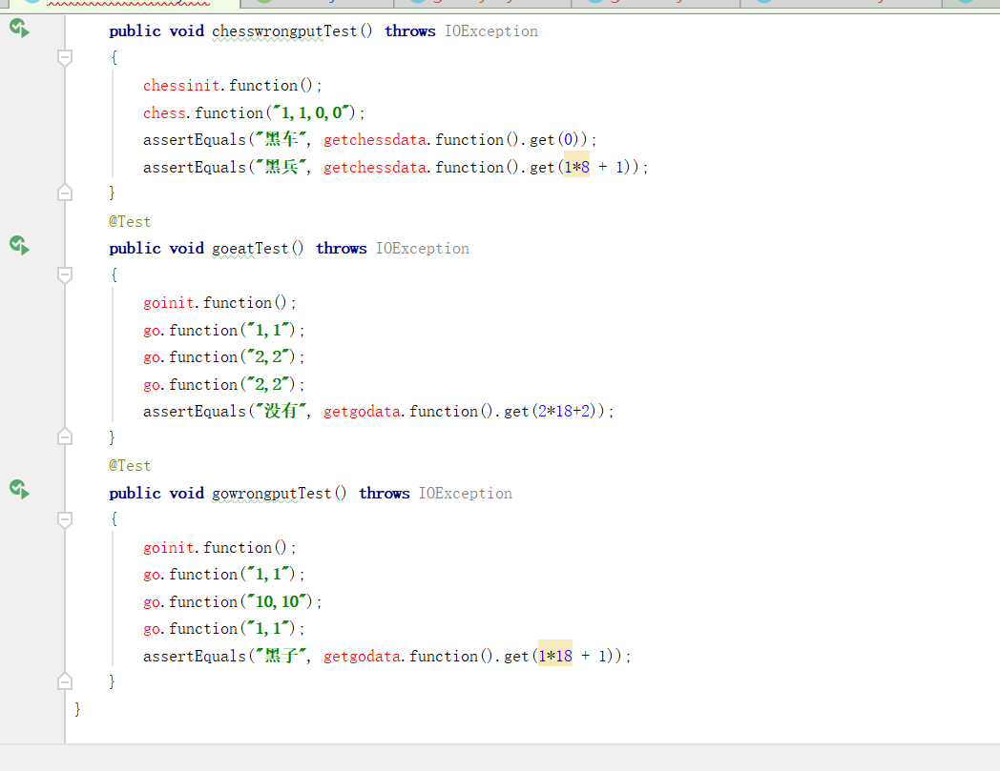 public void chesswrongputTest() throws IOException
{
chessinit.function();
chess.function("1,1,0,0");
assertEquals("黑车", getchessdata.function().get(0));
assertEquals("黑兵", getchessdata.function().get(1*8 + 1));
}
@Test
public void goeatTest() throws IOException
{
goinit.function();
go.function("1,1");
go.function("2,2");
go.function("2,2");
assertEquals("没有", getgodata.function().get(2*18+2));
}
@Test
public void gowrongputTest() throws IOException
{
goinit.function();
go.function("1,1");
go.function("10,10");
go.function("1,1");
assertEquals("黑子", getgodata.function().get(1*18 + 1));
}
}